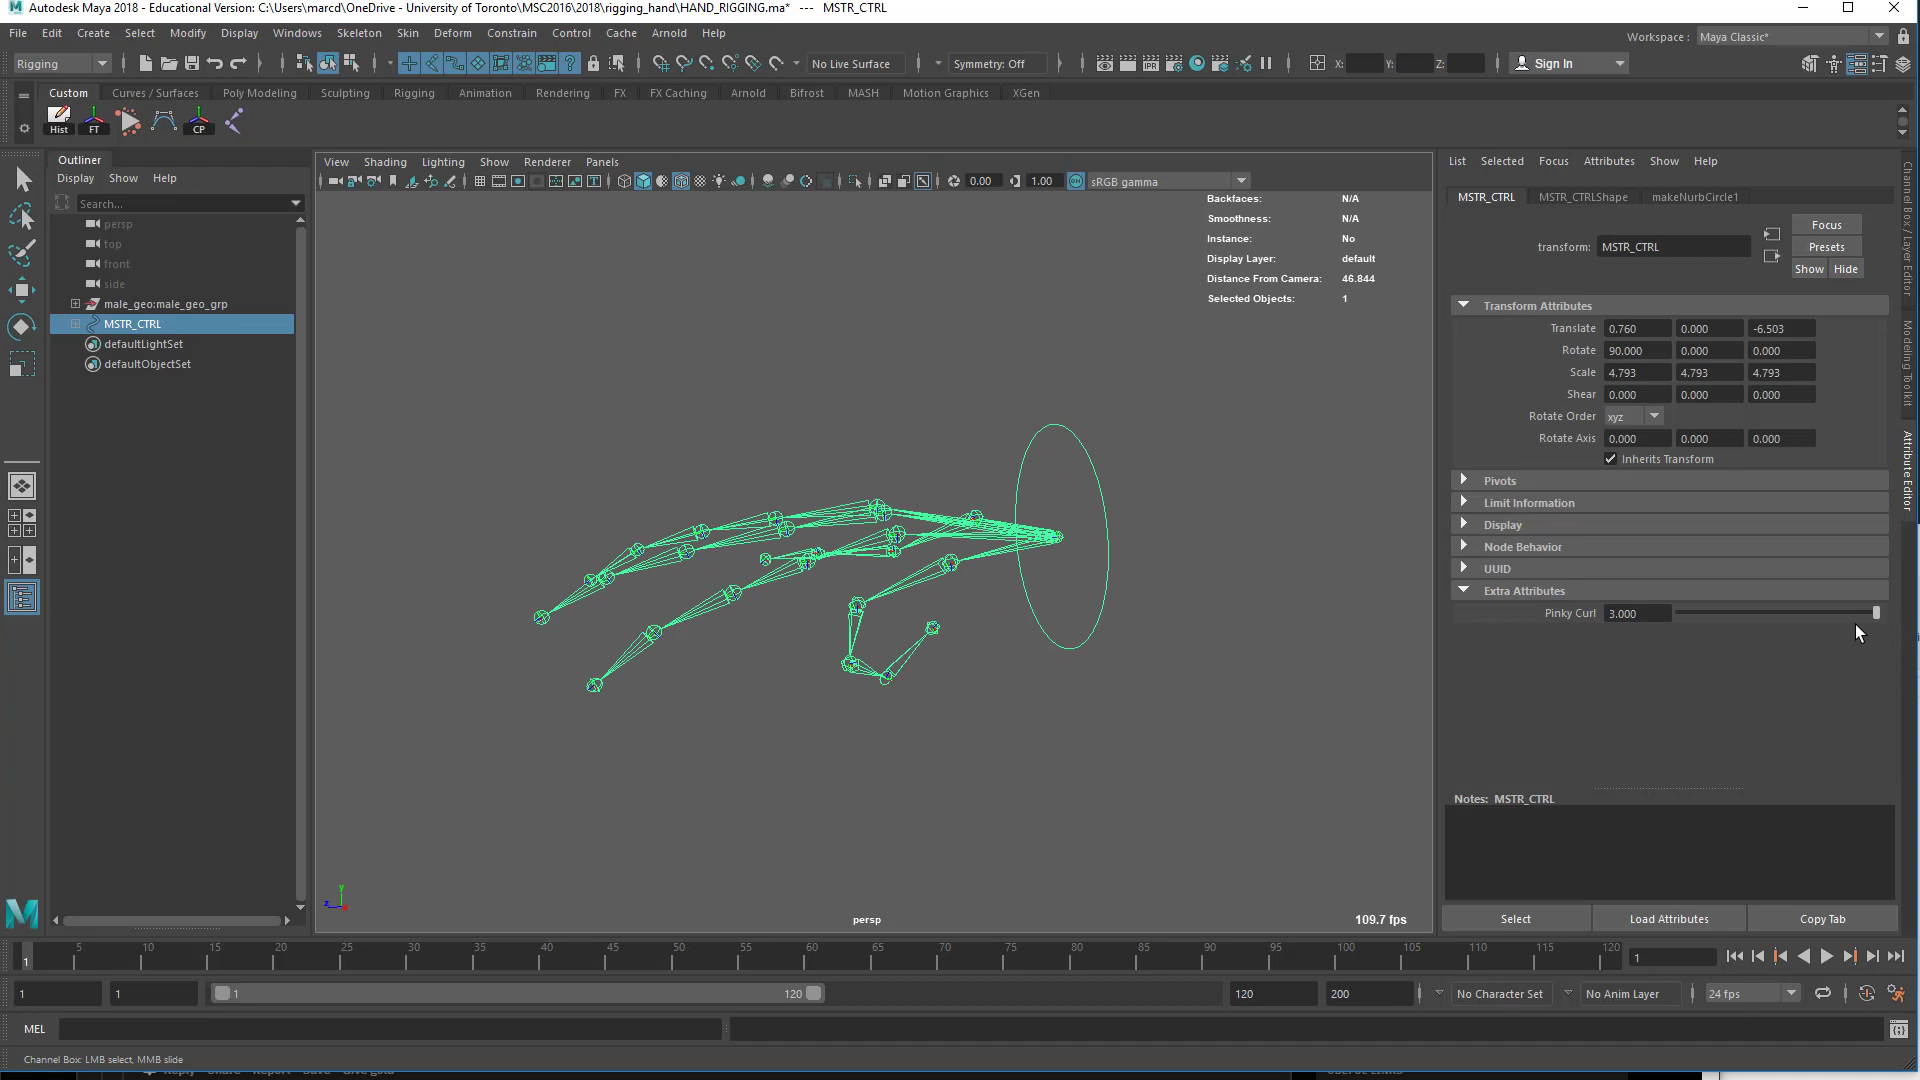 Autodesk Maya 2018 - Educational Version: C:\Users\marcd\OneDrive - University of Toronto\MSC2016\2018\rigging_hand\HAND_RIGGING.ma* --- MSTR_CTRL
File Edit Create Select Modify Display Windows Skeleton Skin Deform Constrain Control Cache Arnold Help
Workspace : Maya Classic*
Rigging No Live Surface Symmetry: Off X: Y: Z: Sign In
Custom Curves / Surfaces Poly Modeling Sculpting Rigging Animation Rendering FX FX Caching Arnold Bifrost MASH Motion Graphics XGen
Hist FT CP
Outliner
Display Show Help
Search...
persp
top
front
side
male_geo:male_geo_grp
MSTR_CTRL
defaultLightSet
defaultObjectSet
View Shading Lighting Show Renderer Panels
0.00 1.00 sRGB gamma
Backfaces: N/A
Smoothness: N/A
Instance: No
Display Layer: default
Distance From Camera: 46.844
Selected Objects: 1
y
z
persp
109.7 fps
List Selected Focus Attributes Show Help
MSTR_CTRL MSTR_CTRLShape makeNurbCircle1
Focus
transform: MSTR_CTRL Presets
Show Hide
Transform Attributes
Translate 0.760 0.000 -6.503
Rotate 90.000 0.000 0.000
Scale 4.793 4.793 4.793
Shear 0.000 0.000 0.000
Rotate Order xyz
Rotate Axis 0.000 0.000 0.000
Inherits Transform
Pivots
Limit Information
Display
Node Behavior
UUID
Extra Attributes
Pinky Curl 3.000
Notes: MSTR_CTRL
Select Load Attributes Copy Tab
Channel Box / Layer Editor
Modeling Toolkit
Attribute Editor
5 10 15 20 25 30 35 40 45 50 55 60 65 70 75 80 85 90 95 100 105 110 115 120
1 1
1 1 1 120 120 200 No Character Set No Anim Layer 24 fps
MEL
Channel Box: LMB select, MMB slide